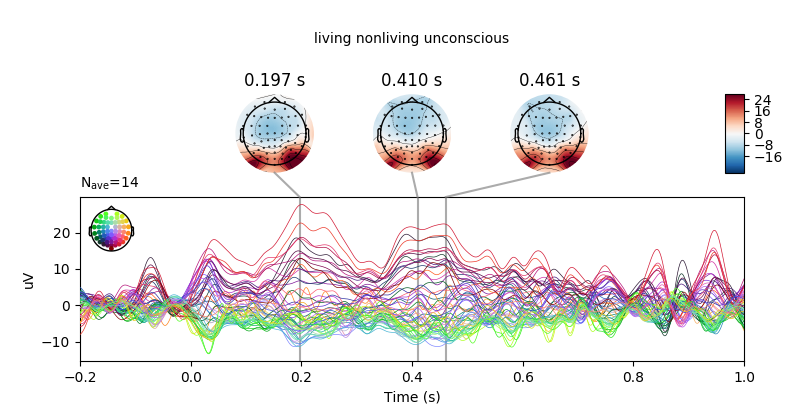 living nonliving unconscious
0.197 s 0.410 s 0.461 s
24
16
8
0
−8
−16
Nave=14
20
10
0
−10
uV
−0.2 0.0 0.2 0.4 0.6 0.8 1.0
Time (s)